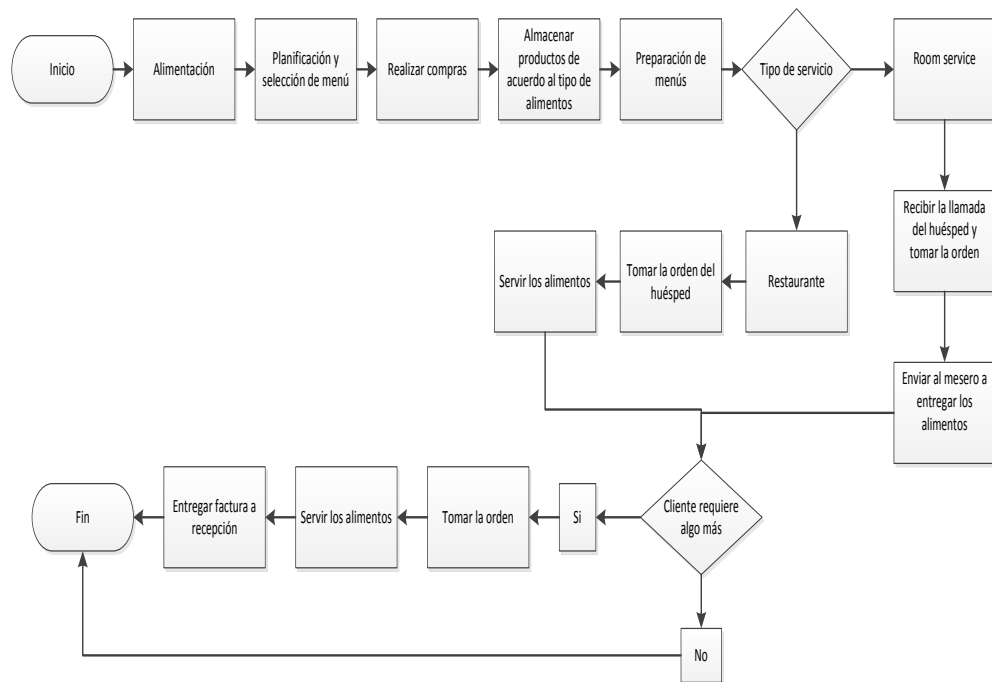 Inicio
Alimentación
Planificación y
selección de menú
Realizar compras
Almacenar
productos de
acuerdo al tipo de
alimentos
Preparación de
menús
Tipo de servicio
Room service
Recibir la llamada
del huésped y
tomar la orden
Servir los alimentos
Tomar la orden del
huésped
Restaurante
Enviar al mesero a
entregar los
alimentos
Fin
Entregar factura a
recepción
Servir los alimentos
Tomar la orden
Si
Cliente requiere
algo más
No